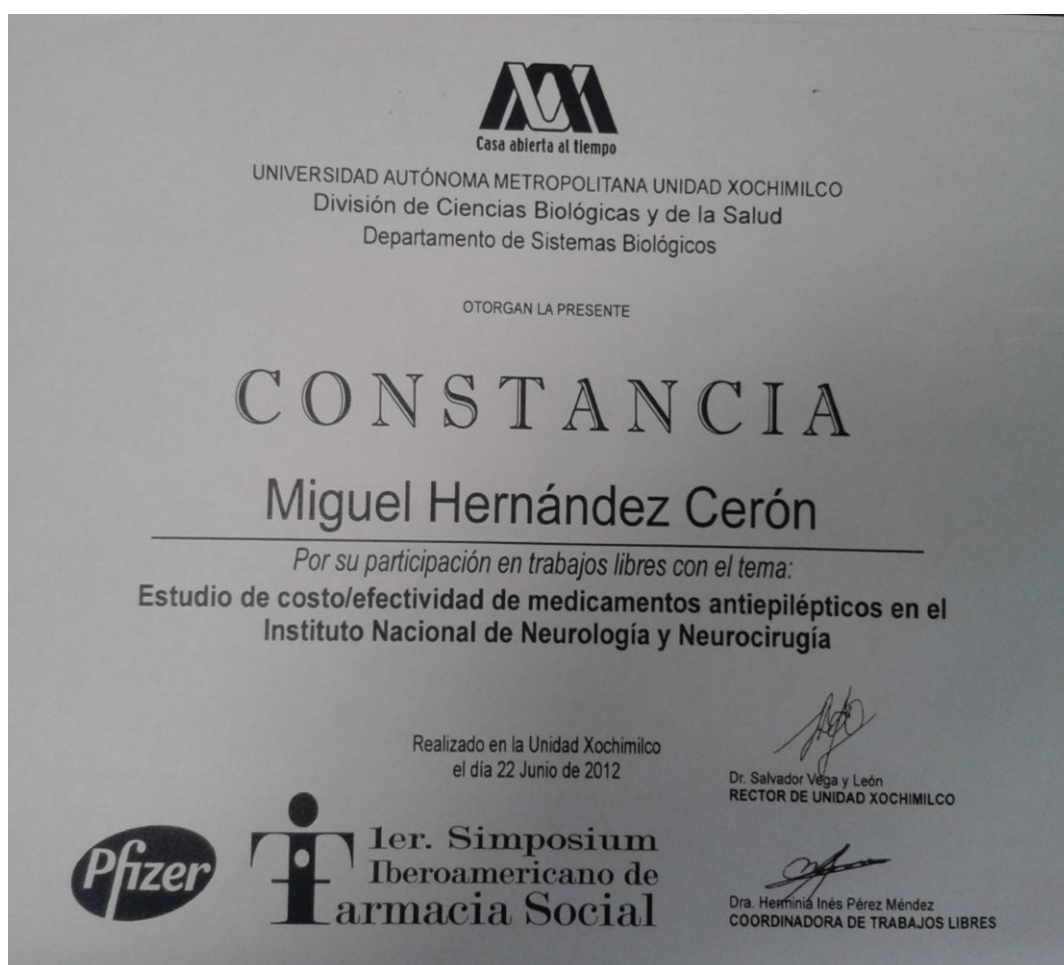 Casa abierta al tiempo
UNIVERSIDAD AUTÓNOMA METROPOLITANA UNIDAD XOCHIMILCO
División de Ciencias Biológicas y de la Salud
Departamento de Sistemas Biológicos
OTORGAN LA PRESENTE
CONSTANCIA
Miguel Hernández Cerón
Por su participación en trabajos libres con el tema:
Estudio de costo/efectividad de medicamentos antiepilépticos en el
Instituto Nacional de Neurología y Neurocirugía
Realizado en la Unidad Xochimilco
el día 22 Junio de 2012
Dr. Salvador Vega y León
RECTOR DE UNIDAD XOCHIMILCO
Pfizer
1er. Simposium
Iberoamericano de
Farmacia Social
Dra. Herminia Inés Pérez Méndez
COORDINADORA DE TRABAJOS LIBRES